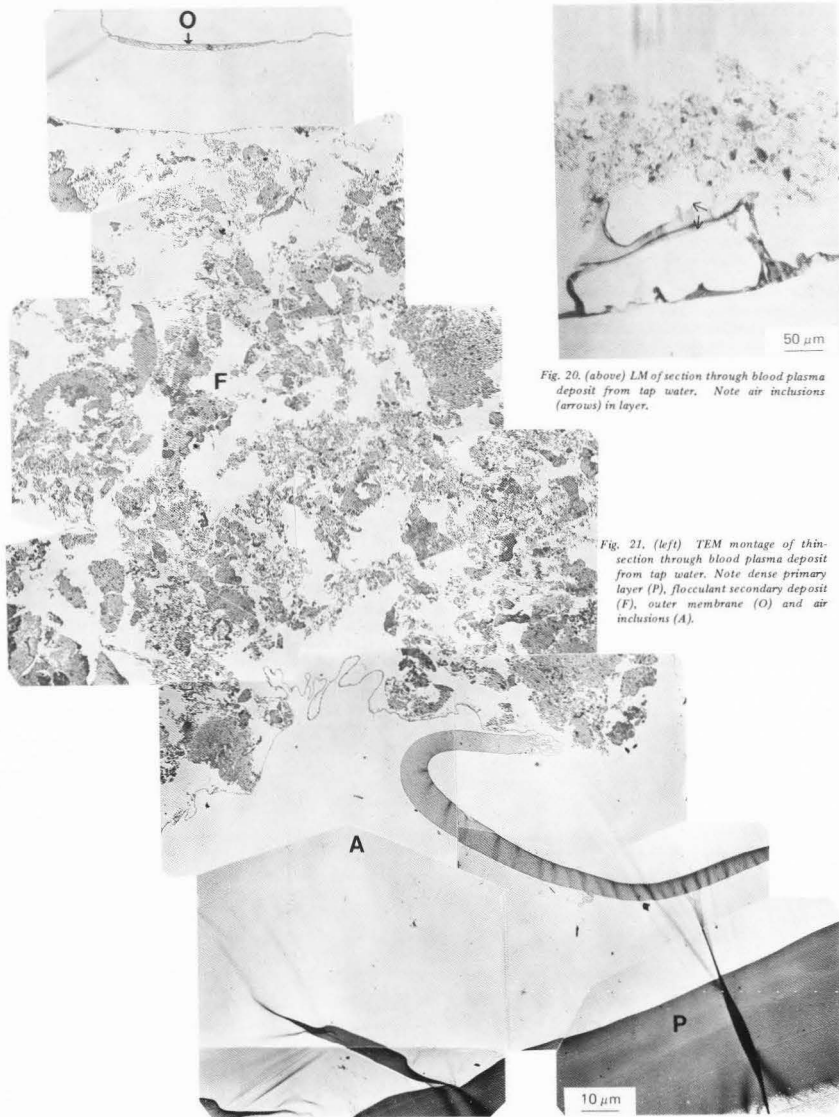 O
50 µm
Fig. 20. (above) LM of section through blood plasma
deposit from tap water. Note air inclusions
(arrows) in layer.
F
Fig. 21. (left) TEM montage of thin-
section through blood plasma deposit
from tap water. Note dense primary
layer (P), flocculant secondary deposit
(F), outer membrane (O) and air
inclusions (A).
A
P
10 µm